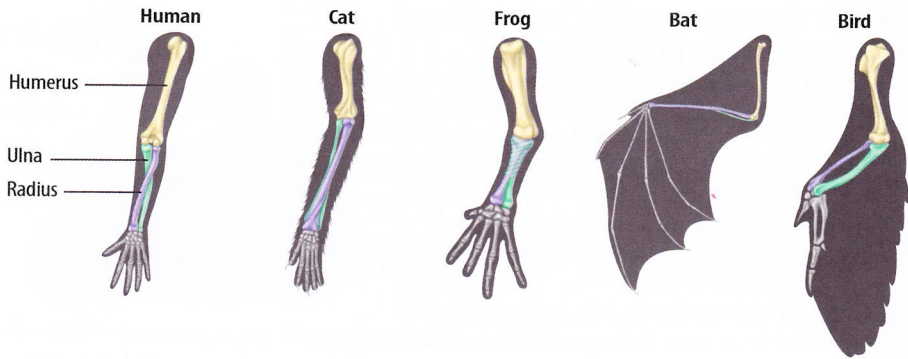 Human
Cat
Frog
Bat
Bird
Humerus
Ulna
Radius